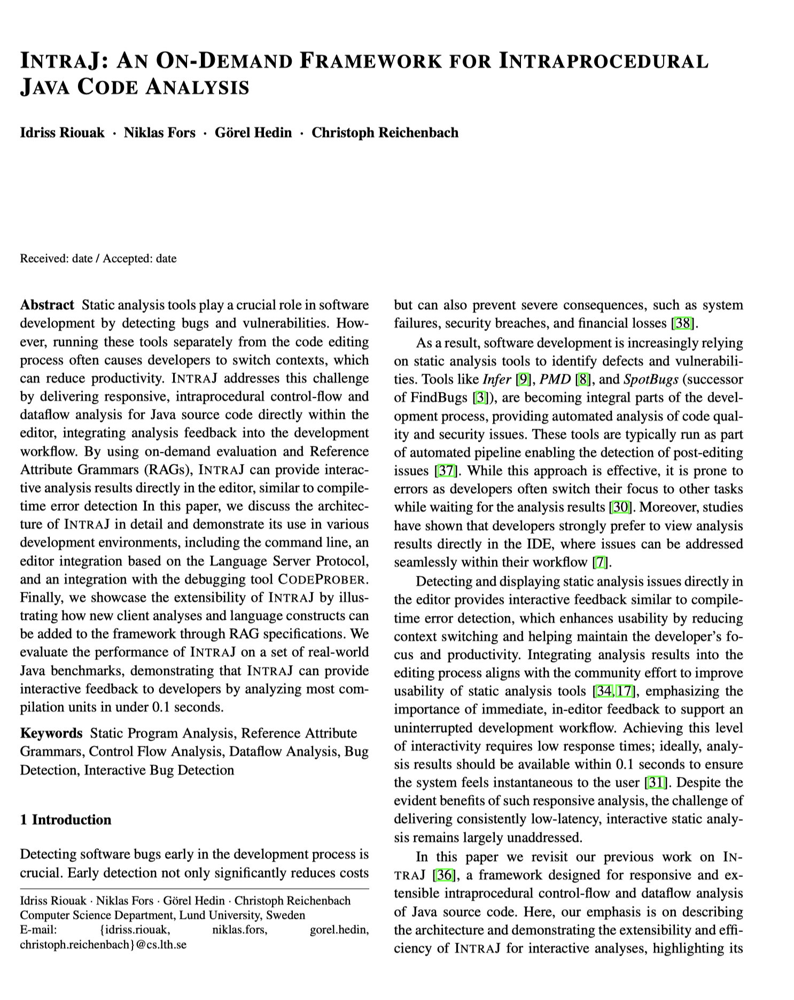 INTRAJ: AN ON-DEMAND FRAMEWORK FOR INTRAPROCEDURAL
JAVA CODE ANALYSIS
Idriss Riouak · Niklas Fors · Görel Hedin · Christoph Reichenbach
Received: date / Accepted: date
Abstract Static analysis tools play a crucial role in software
development by detecting bugs and vulnerabilities. How-
ever, running these tools separately from the code editing
process often causes developers to switch contexts, which
can reduce productivity. INTRAJ addresses this challenge
by delivering responsive, intraprocedural control-flow and
dataflow analysis for Java source code directly within the
editor, integrating analysis feedback into the development
workflow. By using on-demand evaluation and Reference
Attribute Grammars (RAGs), INTRAJ can provide interac-
tive analysis results directly in the editor, similar to compile-
time error detection In this paper, we discuss the architec-
ture of INTRAJ in detail and demonstrate its use in various
development environments, including the command line, an
editor integration based on the Language Server Protocol,
and an integration with the debugging tool CODEPROBER.
Finally, we showcase the extensibility of INTRAJ by illus-
trating how new client analyses and language constructs can
be added to the framework through RAG specifications. We
evaluate the performance of INTRAJ on a set of real-world
Java benchmarks, demonstrating that INTRAJ can provide
interactive feedback to developers by analyzing most com-
pilation units in under 0.1 seconds.
Keywords Static Program Analysis, Reference Attribute
Grammars, Control Flow Analysis, Dataflow Analysis, Bug
Detection, Interactive Bug Detection
1 Introduction
Detecting software bugs early in the development process is
crucial. Early detection not only significantly reduces costs
Idriss Riouak · Niklas Fors · Görel Hedin · Christoph Reichenbach
Computer Science Department, Lund University, Sweden
E-mail: {idriss.riouak, niklas.fors, gorel.hedin,
christoph.reichenbach}@cs.lth.se
but can also prevent severe consequences, such as system
failures, security breaches, and financial losses [38].
As a result, software development is increasingly relying
on static analysis tools to identify defects and vulnerabili-
ties. Tools like Infer [9], PMD [8], and SpotBugs (successor
of FindBugs [3]), are becoming integral parts of the devel-
opment process, providing automated analysis of code qual-
ity and security issues. These tools are typically run as part
of automated pipeline enabling the detection of post-editing
issues [37]. While this approach is effective, it is prone to
errors as developers often switch their focus to other tasks
while waiting for the analysis results [30]. Moreover, studies
have shown that developers strongly prefer to view analysis
results directly in the IDE, where issues can be addressed
seamlessly within their workflow [7].
Detecting and displaying static analysis issues directly in
the editor provides interactive feedback similar to compile-
time error detection, which enhances usability by reducing
context switching and helping maintain the developer's fo-
cus and productivity. Integrating analysis results into the
editing process aligns with the community effort to improve
usability of static analysis tools [34,17], emphasizing the
importance of immediate, in-editor feedback to support an
uninterrupted development workflow. Achieving this level
of interactivity requires low response times; ideally, analy-
sis results should be available within 0.1 seconds to ensure
the system feels instantaneous to the user [31]. Despite the
evident benefits of such responsive analysis, the challenge of
delivering consistently low-latency, interactive static analy-
sis remains largely unaddressed.
In this paper we revisit our previous work on IN-
TRAJ [36], a framework designed for responsive and ex-
tensible intraprocedural control-flow and dataflow analysis
of Java source code. Here, our emphasis is on describing
the architecture and demonstrating the extensibility and effi-
ciency of INTRAJ for interactive analyses, highlighting its